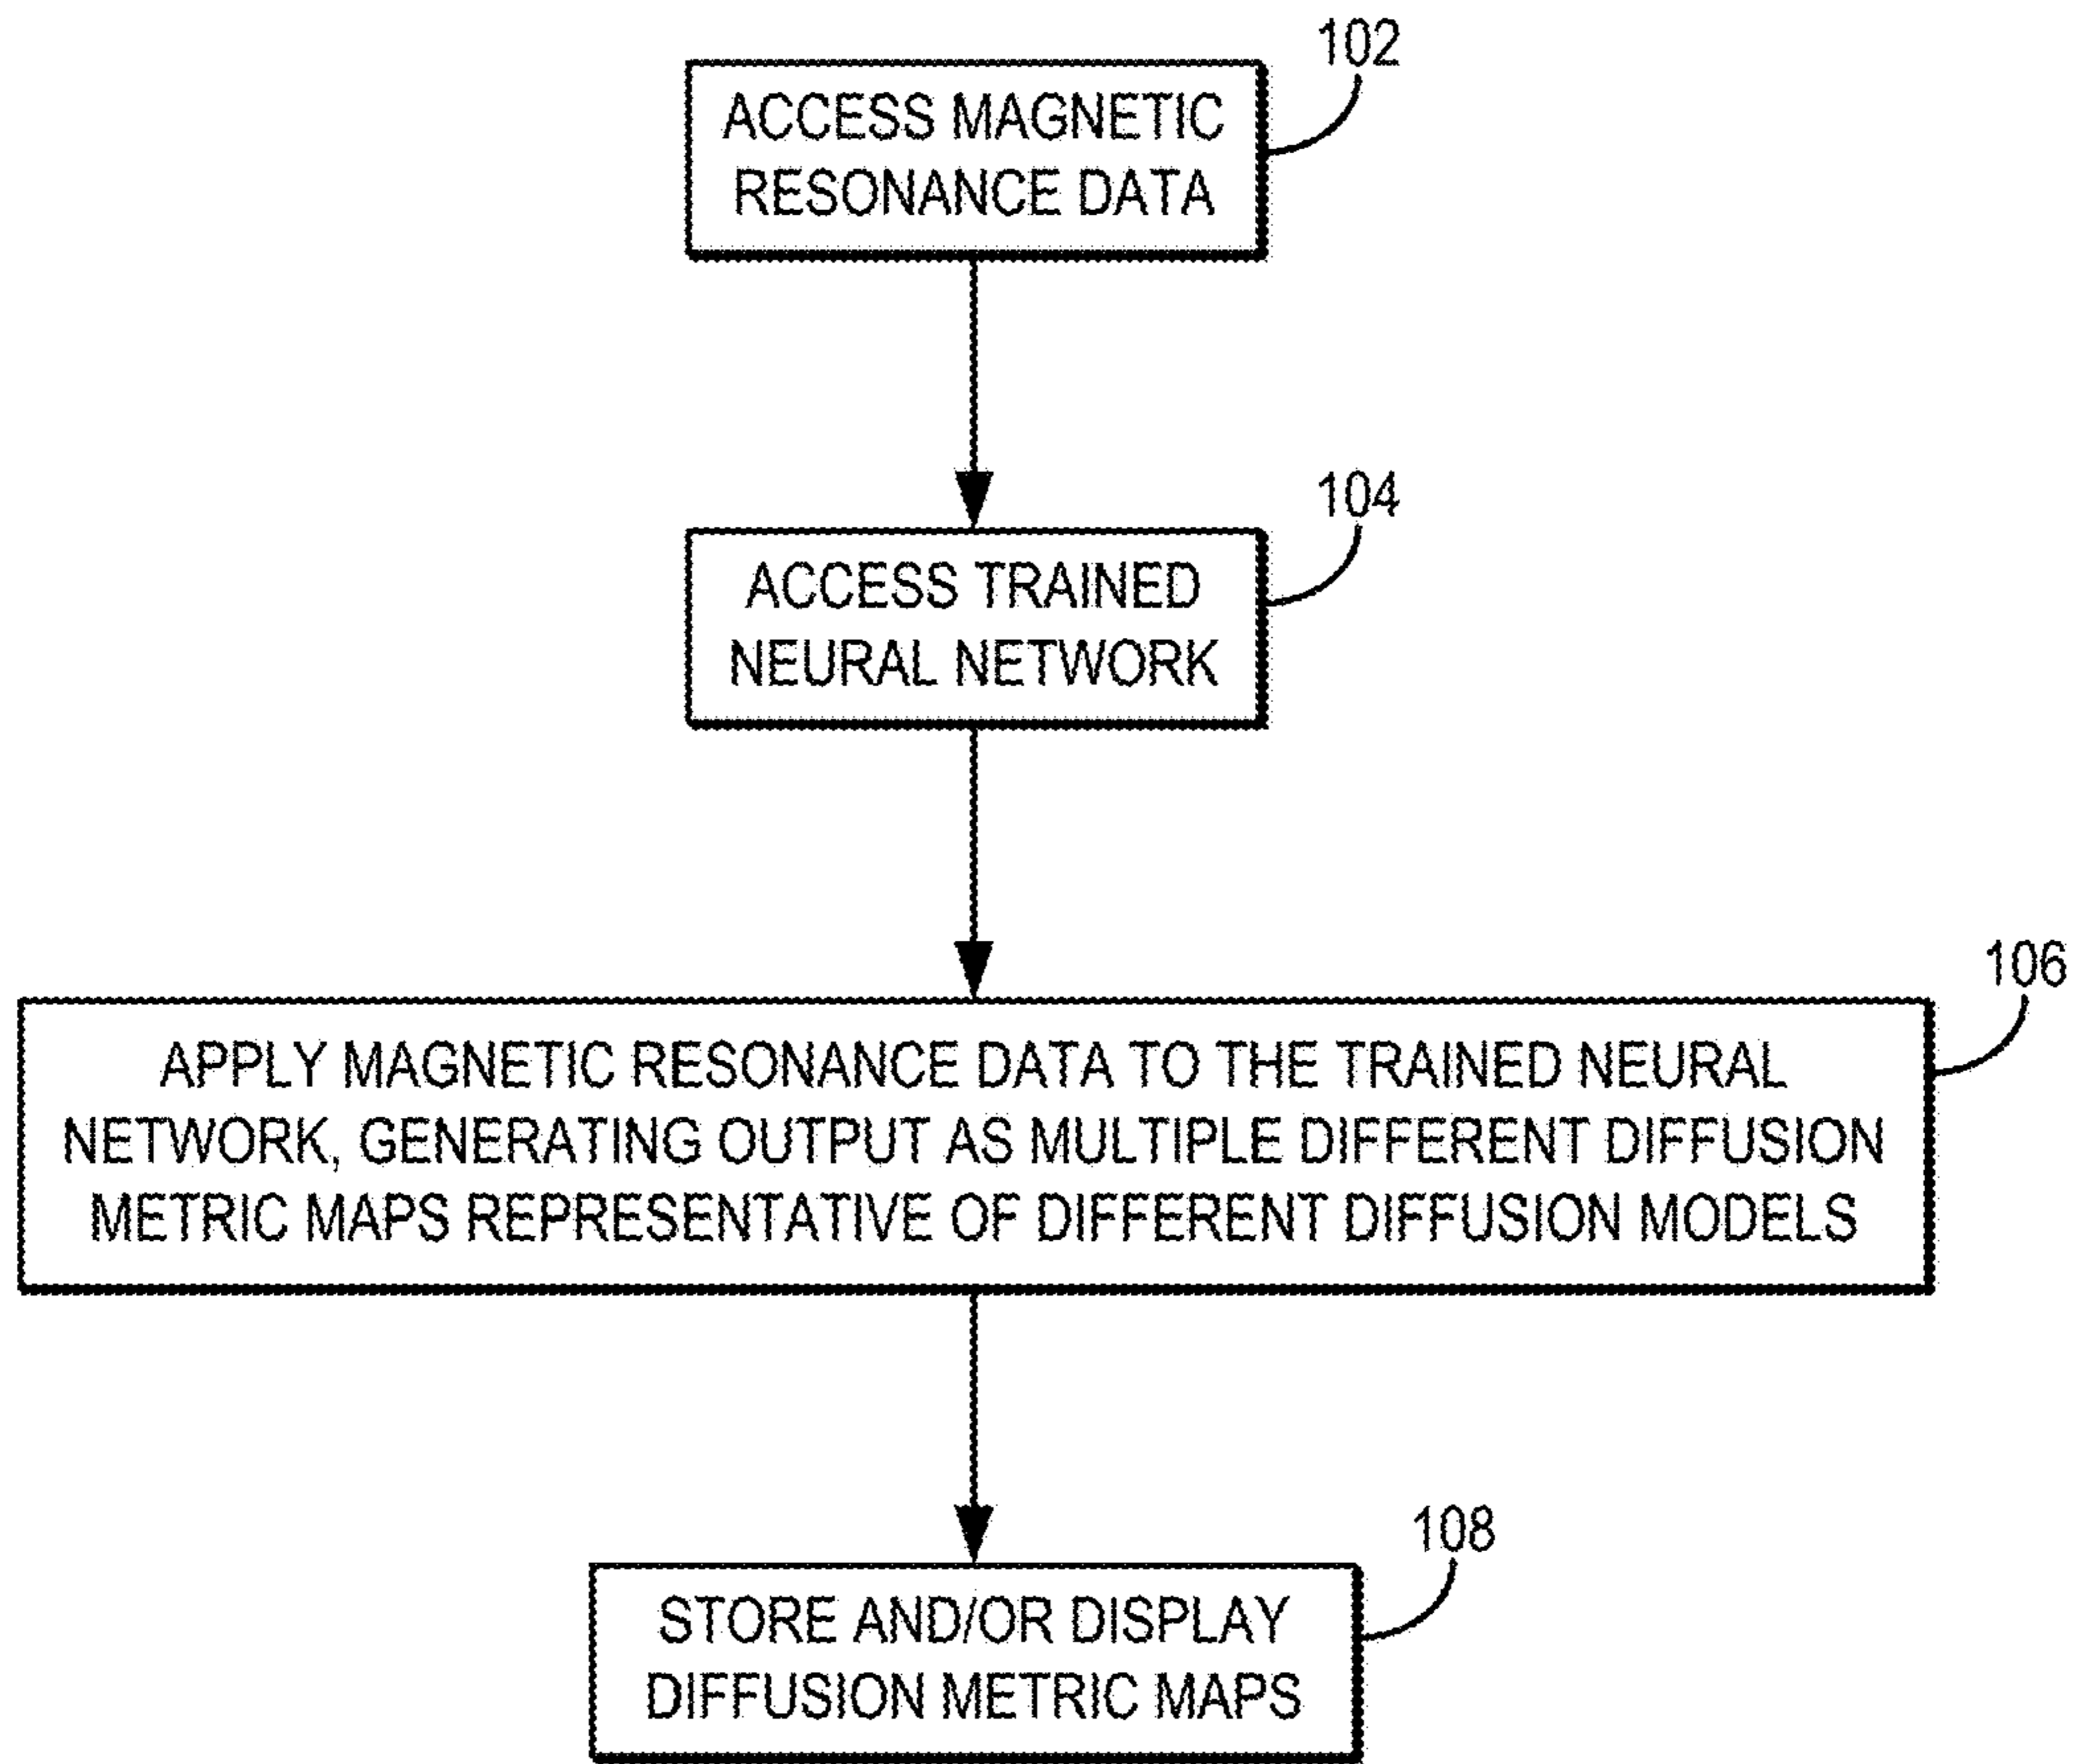 102
ACCESS MAGNETIC
RESONANCE DATA
104
ACCESS TRAINED
NEURAL NETWORK
106
APPLY MAGNETIC RESONANCE DATA TO THE TRAINED NEURAL
NETWORK, GENERATING OUTPUT AS MULTIPLE DIFFERENT DIFFUSION
METRIC MAPS REPRESENTATIVE OF DIFFERENT DIFFUSION MODELS
108
STORE AND/OR DISPLAY
DIFFUSION METRIC MAPS